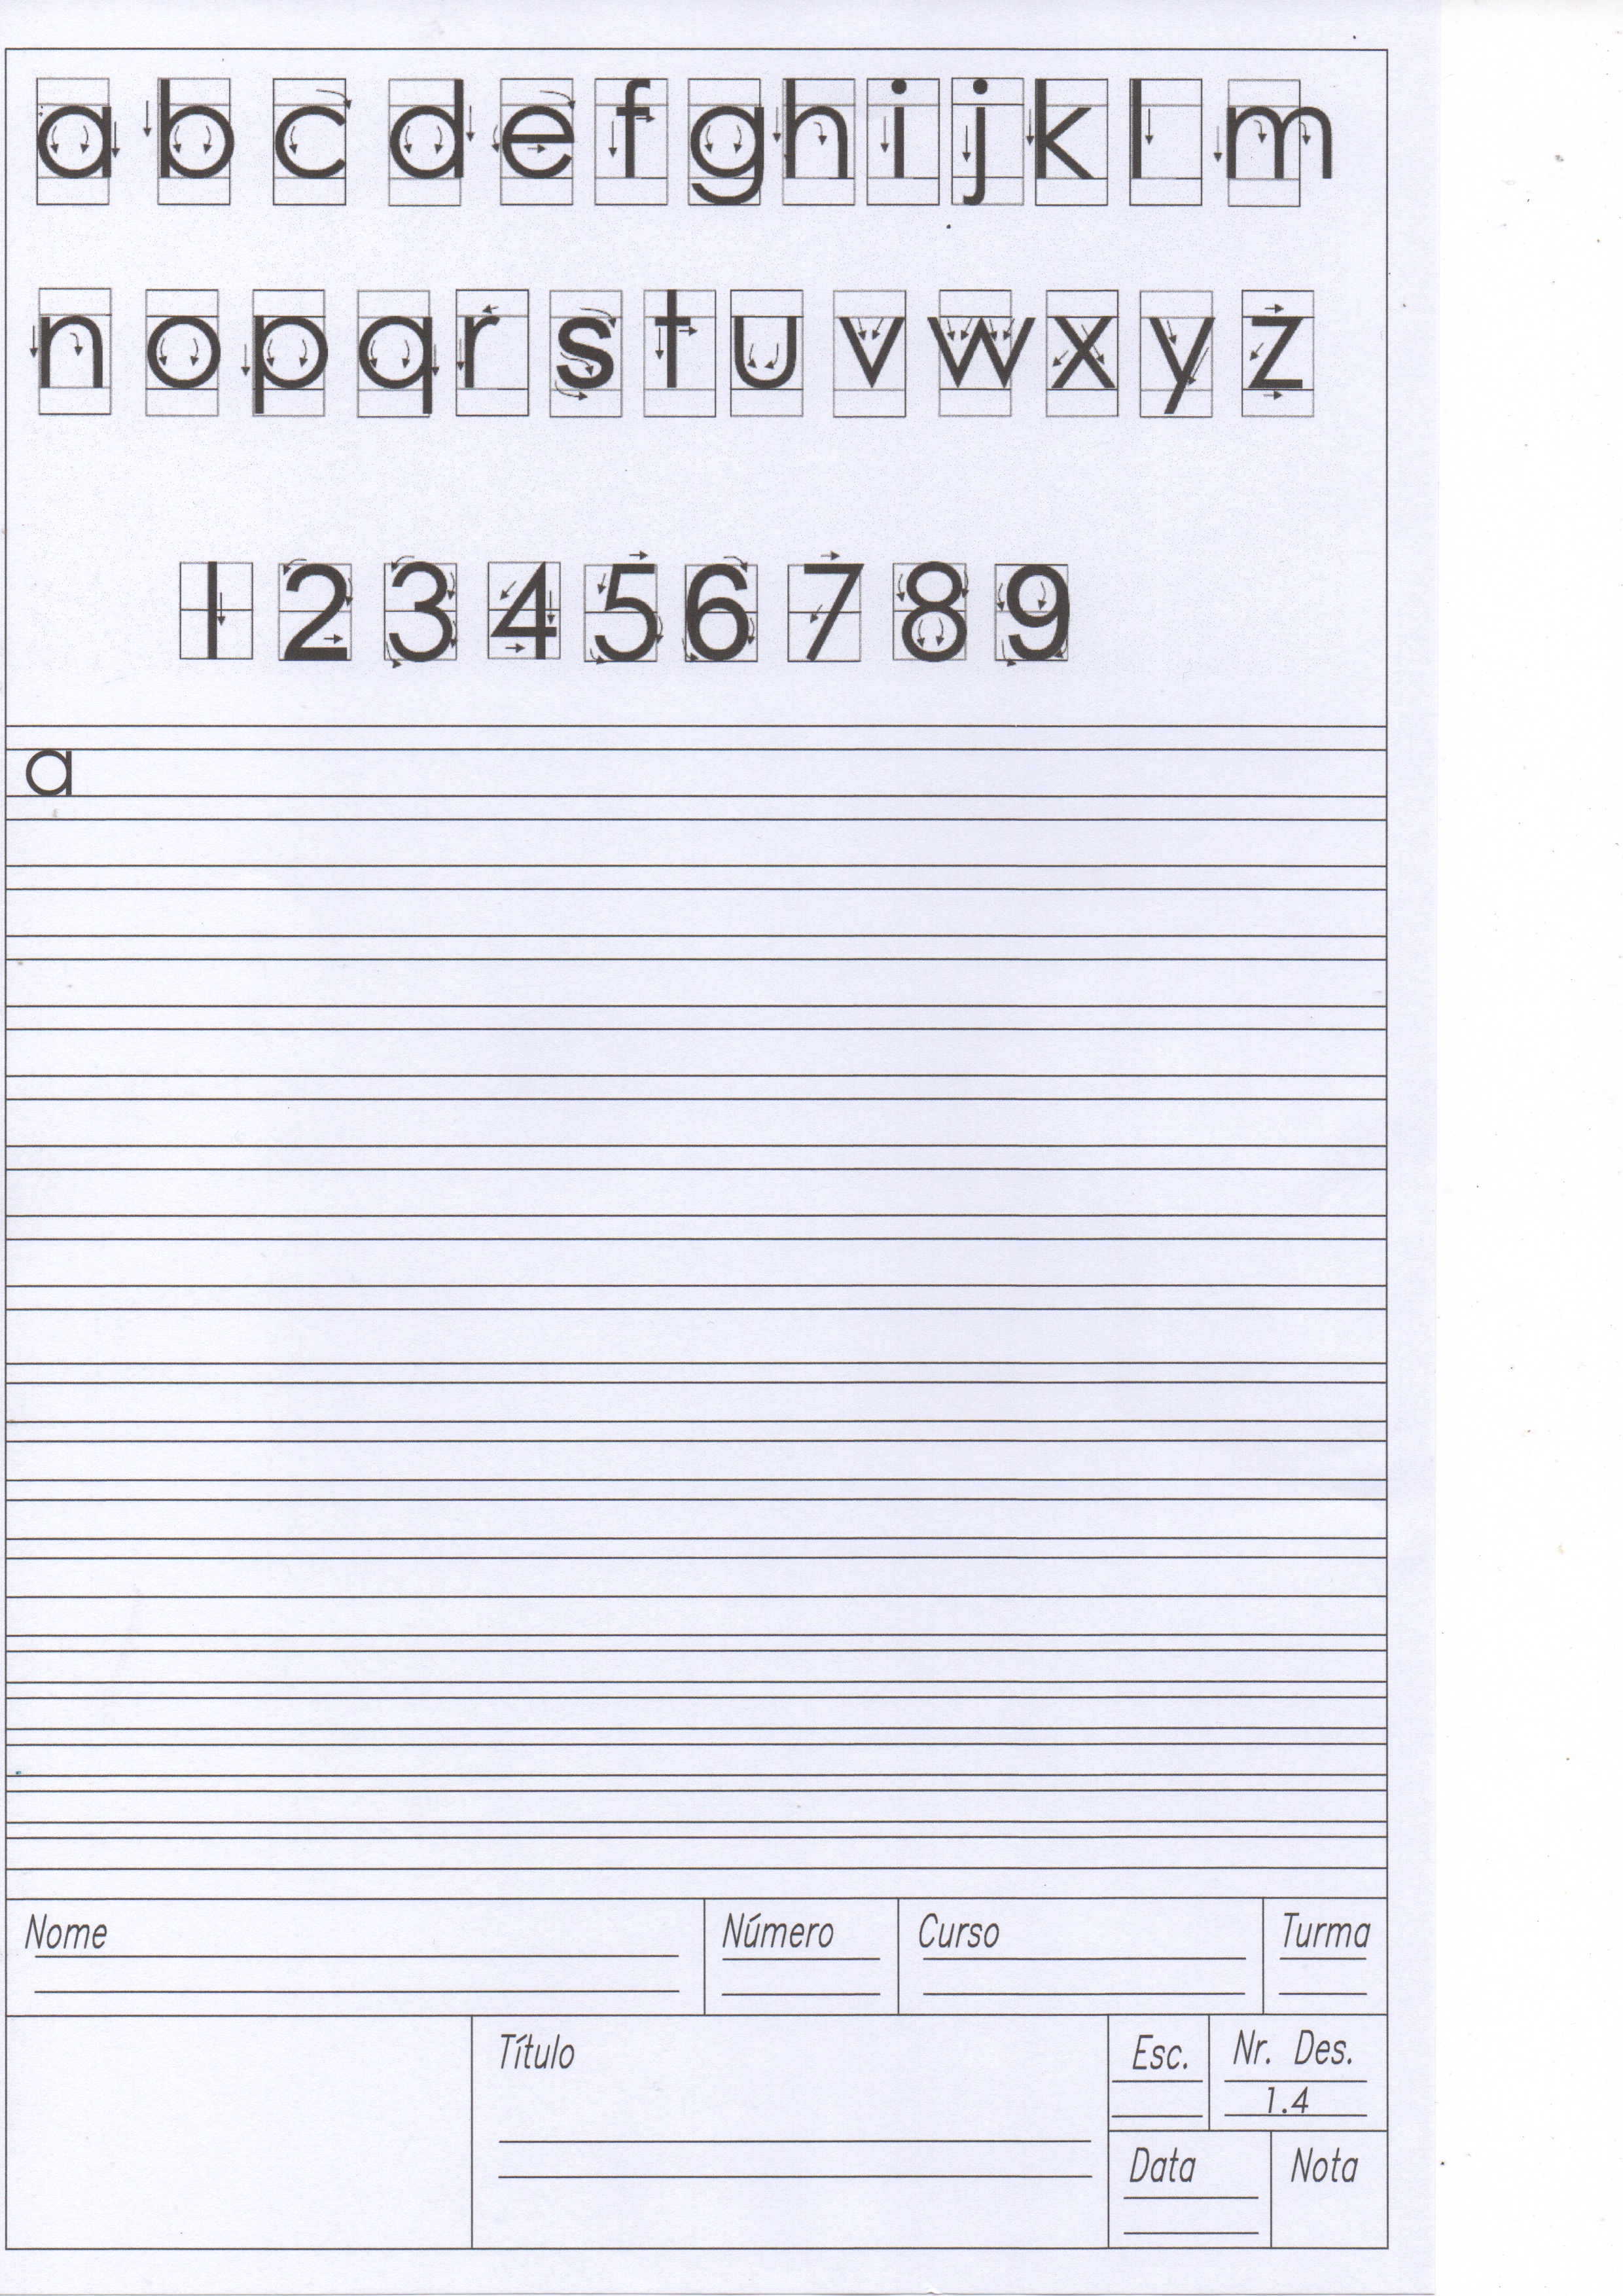 a b c d e f g h i j k l m
n o p q r s t u v w x y z
1 2 3 4 5 6 7 8 9
a
Nome Número Curso Turma
Título Esc. Nr. Des.
1.4
Data Nota